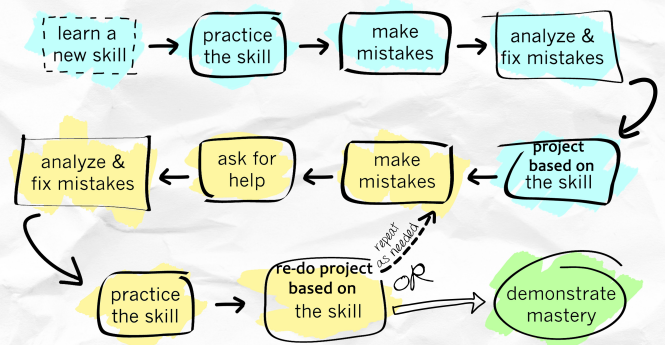 learn a
new skill
practice
the skill
make
mistakes
analyze &
fix mistakes
project
based on
the skill
make
mistakes
ask for
help
analyze &
fix mistakes
practice
the skill
re-do project
based on
the skill
repeat
as needed
OR
demonstrate
mastery